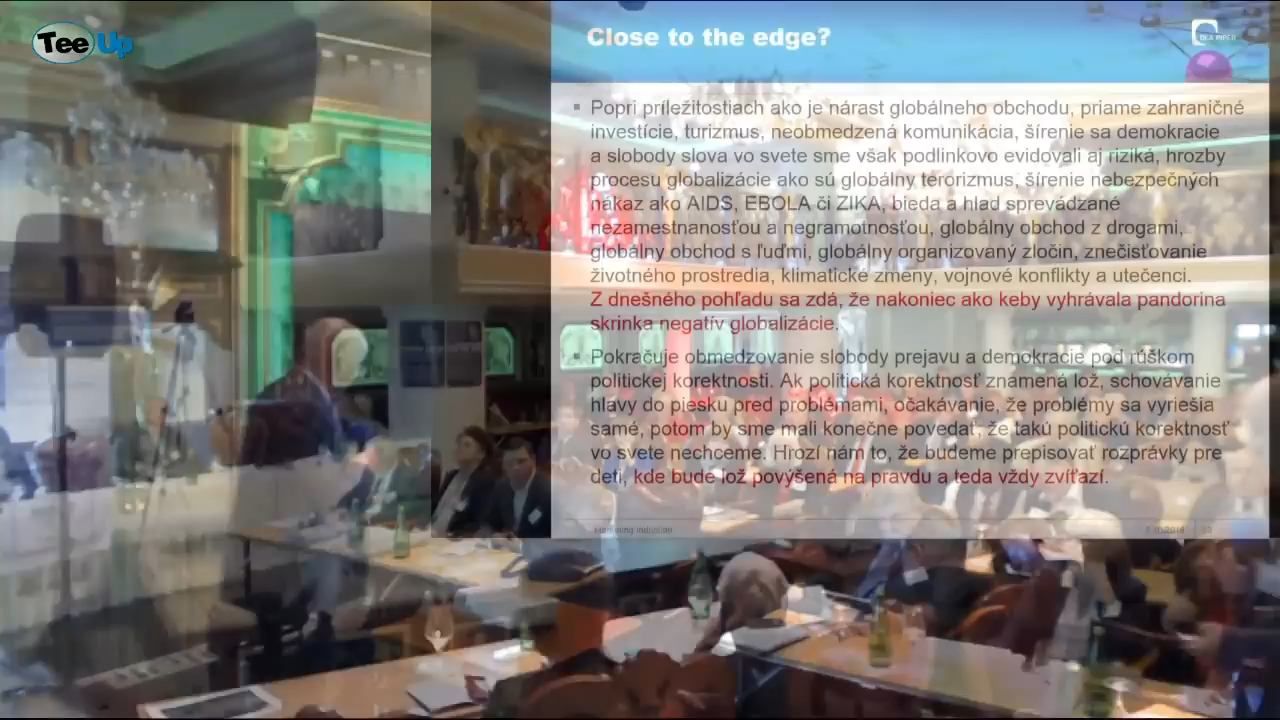 Tee Up
Close to the edge?
DLA PIPER
Popri príležitostiach ako je nárast globálneho obchodu, priame zahraničné
investície, turizmus, neobmedzená komunikácia, šírenie sa demokracie
a slobody slova vo svete sme však podlinkovo evidovali aj riziká, hrozby
procesu globalizácie ako sú globálny terorizmus, šírenie nebezpečných
nákaz ako AIDS, EBOLA či ZIKA, bieda a hlad sprevádzané
nezamestnanosťou a negramotnosťou, globálny obchod z drogami,
globálny obchod s ľuďmi, globálny organizovaný zločin, znečisťovanie
životného prostredia, klimatické zmeny, vojnové konflikty a utečenci.
Z dnešného pohľadu sa zdá, že nakoniec ako keby vyhrávala pandorina
skrinka negatív globalizácie.
Pokračuje obmedzovanie slobody prejavu a demokracie pod rúškom
politickej korektnosti. Ak politická korektnosť znamená lož, schovávanie
hlavy do piesku pred problémami, očakávanie, že problémy sa vyriešia
samé, potom by sme mali konečne povedať, že takú politickú korektnosť
vo svete nechceme. Hrozí nám to, že budeme prepisovať rozprávky pre
deti, kde bude lož povýšená na pravdu a teda vždy zvíťazí.